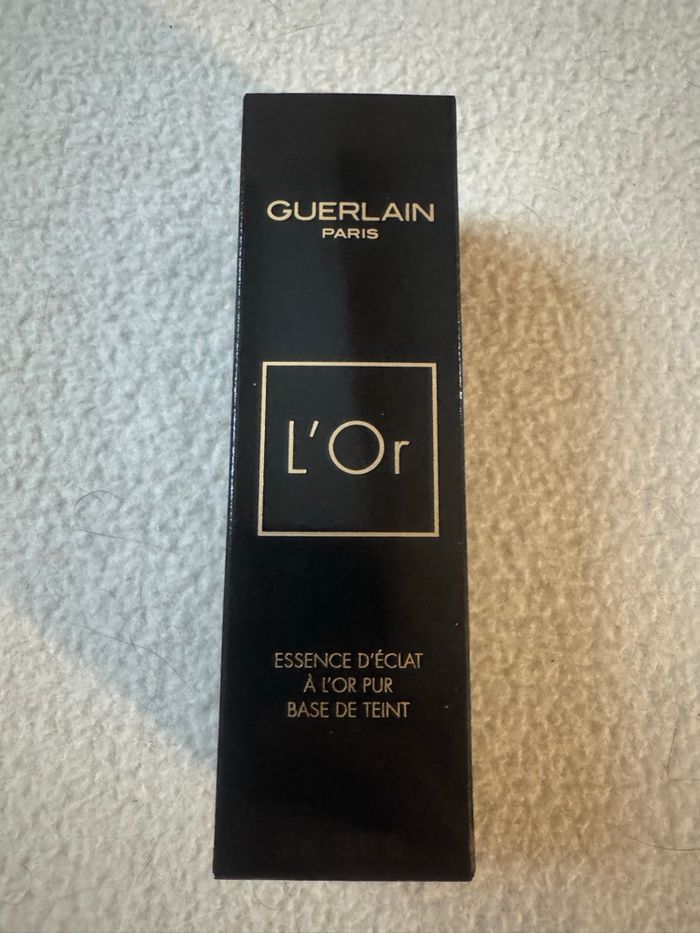 GUERLAIN
PARIS
L'Or
ESSENCE D'ÉCLAT
À L'OR PUR
BASE DE TEINT